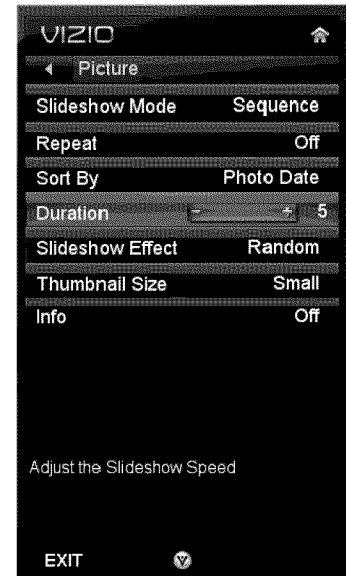 VIZIO
Picture
Slideshow Mode Sequence
Repeat Off
Sort By Photo Date
Duration - + 5
Slideshow Effect Random
Thumbnail Size Small
Info Off
Adjust the Slideshow Speed
EXIT V